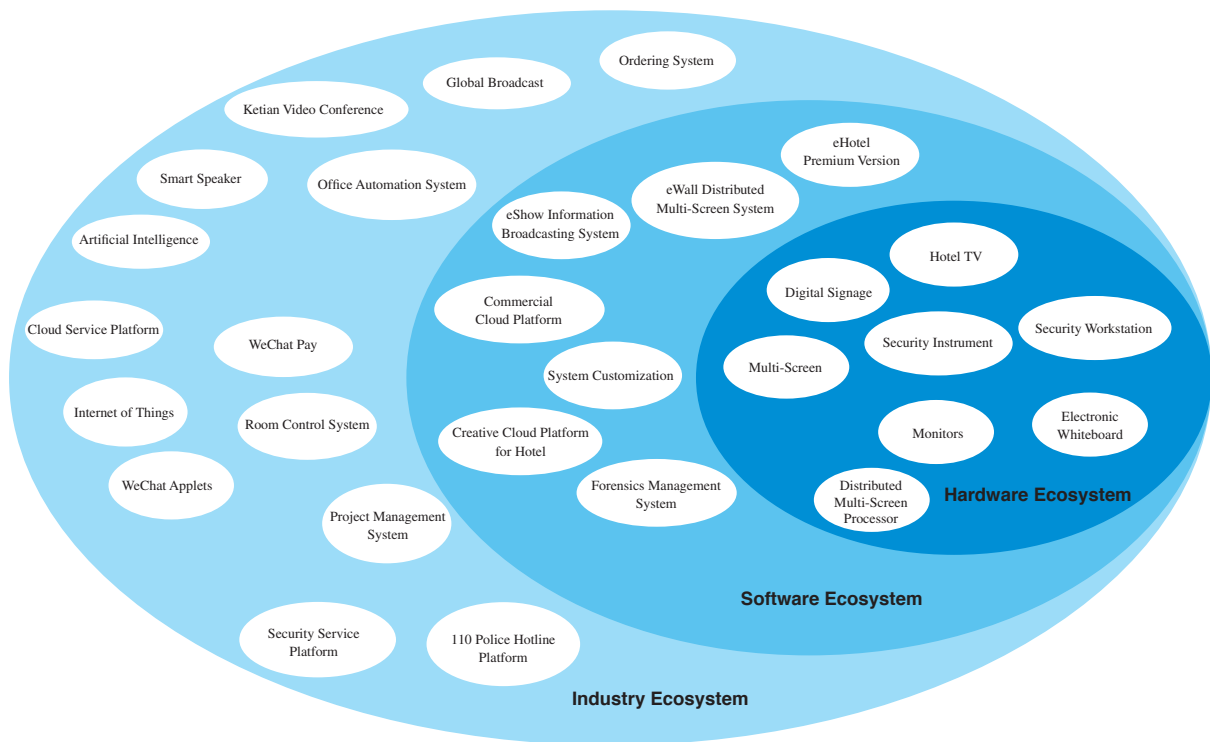 Ordering System
Global Broadcast
Ketian Video Conference
Smart Speaker
Office Automation System
Artificial Intelligence
Cloud Service Platform
WeChat Pay
Internet of Things
Room Control System
WeChat Applets
Project Management
System
Security Service
Platform
110 Police Hotline
Platform
Industry Ecosystem
eHotel
Premium Version
eWall Distributed
Multi-Screen System
eShow Information
Broadcasting System
Commercial
Cloud Platform
System Customization
Creative Cloud Platform
for Hotel
Forensics Management
System
Software Ecosystem
Hotel TV
Digital Signage
Security Workstation
Security Instrument
Multi-Screen
Monitors
Electronic
Whiteboard
Distributed
Multi-Screen
Processor
Hardware Ecosystem